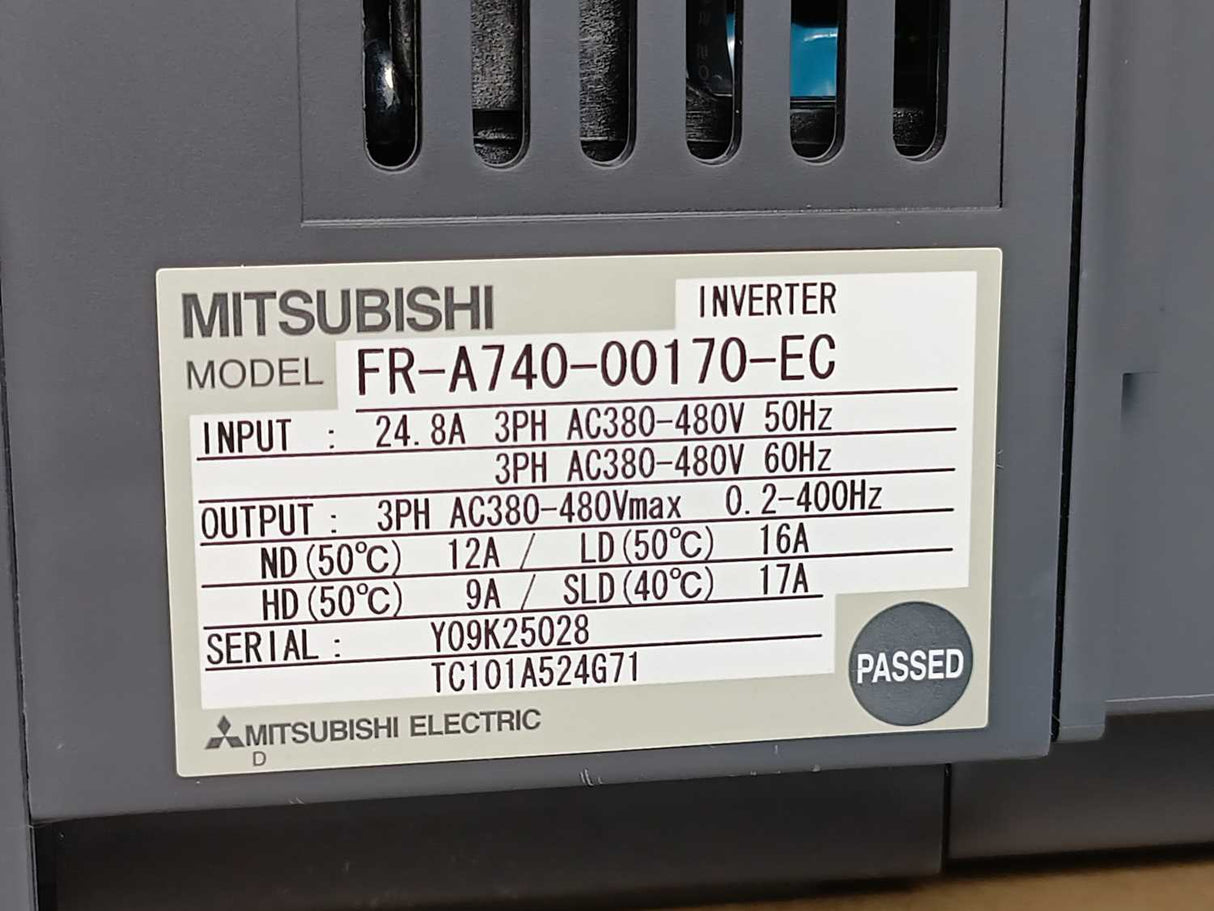 MITSUBISHI INVERTER
MODEL FR-A740-00170-EC
INPUT : 24.8A 3PH AC380-480V 50Hz
3PH AC380-480V 60Hz
OUTPUT : 3PH AC380-480Vmax 0.2-400Hz
ND(50℃) 12A / LD(50℃) 16A
HD(50℃) 9A / SLD(40℃) 17A
SERIAL : Y09K25028
TC101A524G71
PASSED
MITSUBISHI ELECTRIC
D